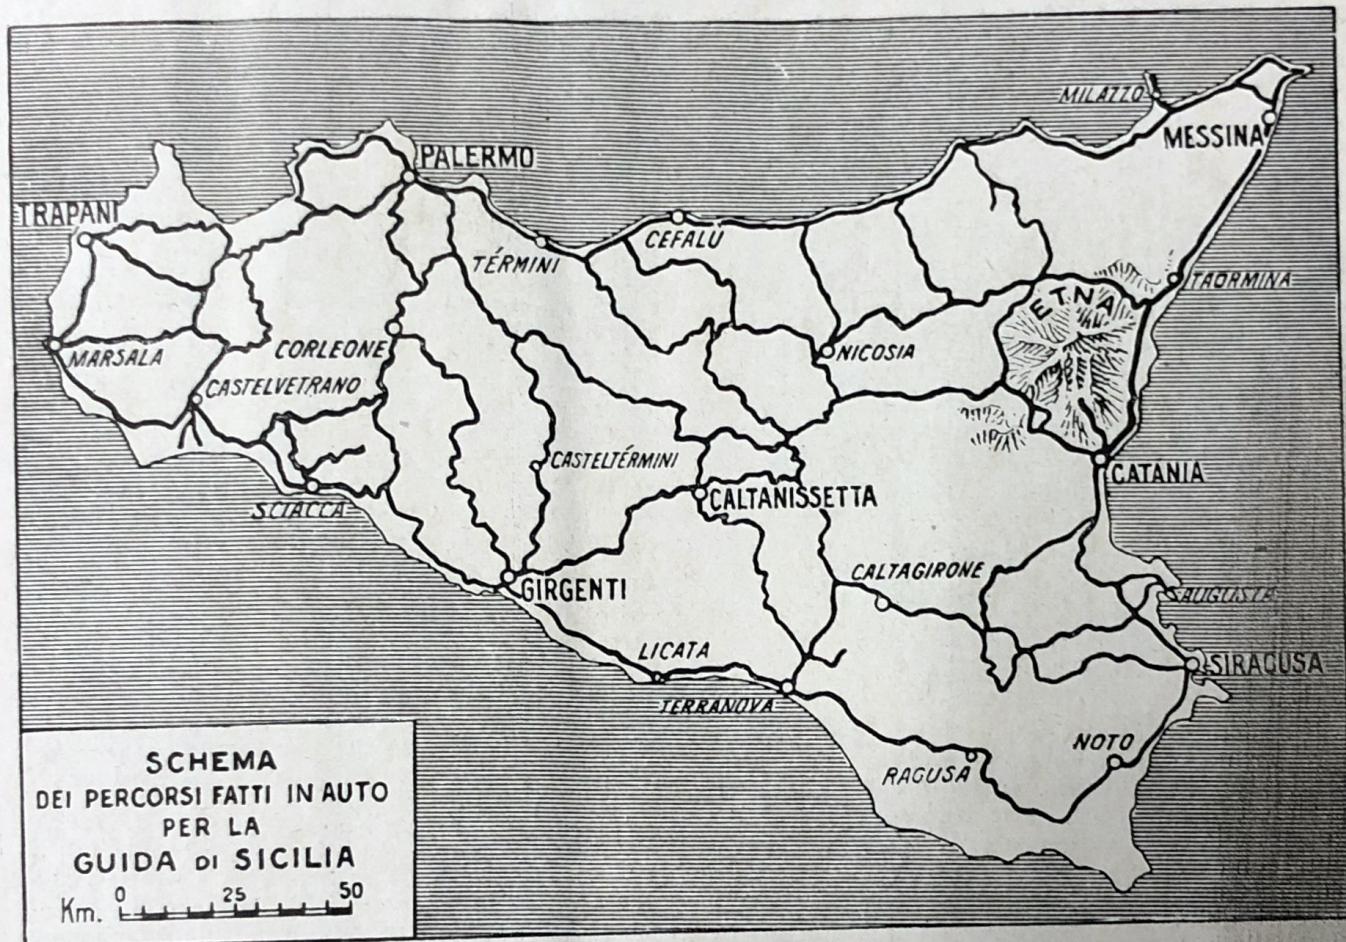 MILAZZO
MESSINA
PALERMO
TRAPANI
CEFALÙ
TÉRMINI
TAORMINA
ETNA
NICOSIA
CORLEONE
MARSALA
CASTELVETRANO
CASTELTÉRMINI
CATÁNIA
CALTANISSETTA
SCIACCA
CALTAGIRONE
GIRGENTI
AUGUSTA
LICATA
SIRACUSA
TERRANOVA
NOTO
RAGUSA
SCHEMA
DEI PERCORSI FATTI IN AUTO
PER LA
GUIDA DI SICILIA
Km. 0 25 50